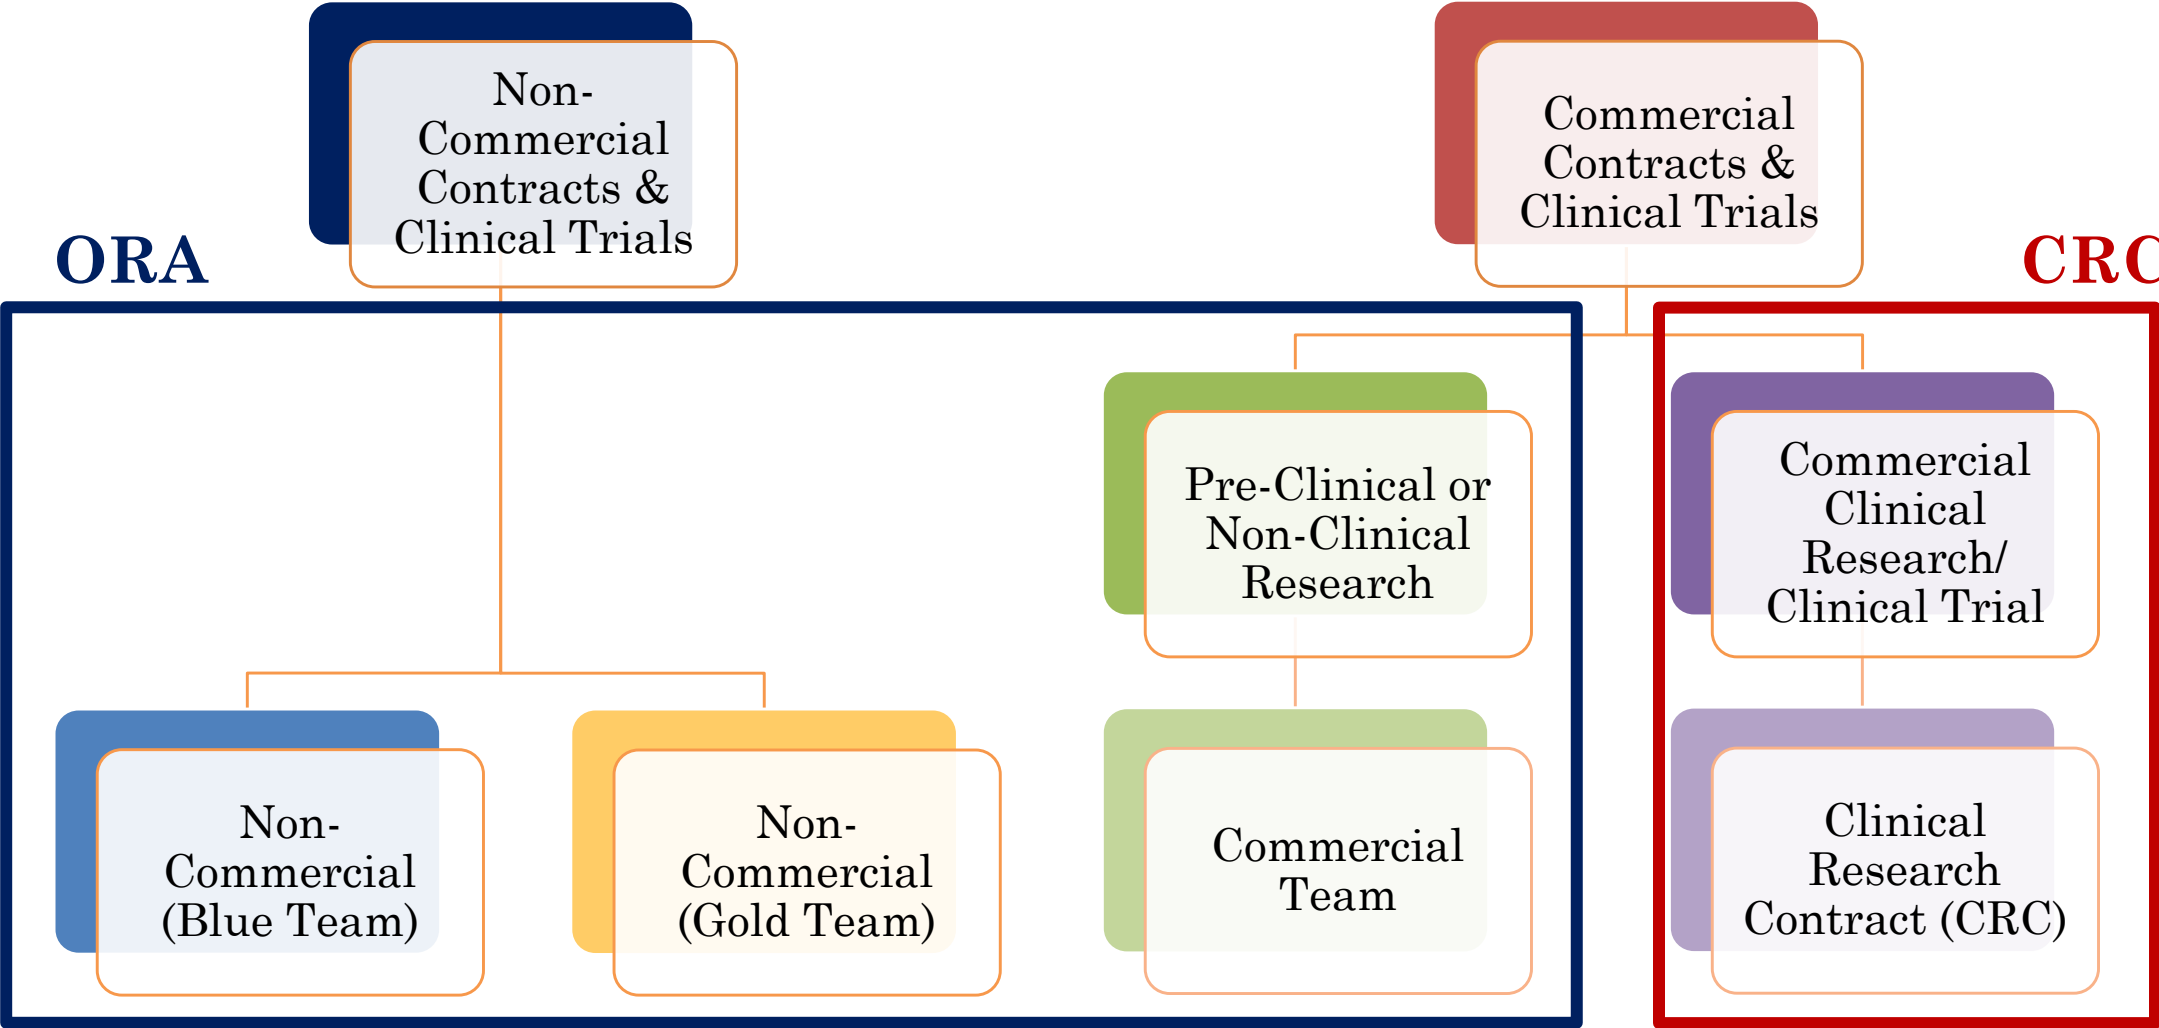 Non-
Commercial
Contracts &
Clinical Trials
Commercial
Contracts &
Clinical Trials
ORA
CRC
Pre-Clinical or
Non-Clinical
Research
Commercial
Clinical
Research/
Clinical Trial
Non-
Commercial
(Blue Team)
Non-
Commercial
(Gold Team)
Commercial
Team
Clinical
Research
Contract (CRC)